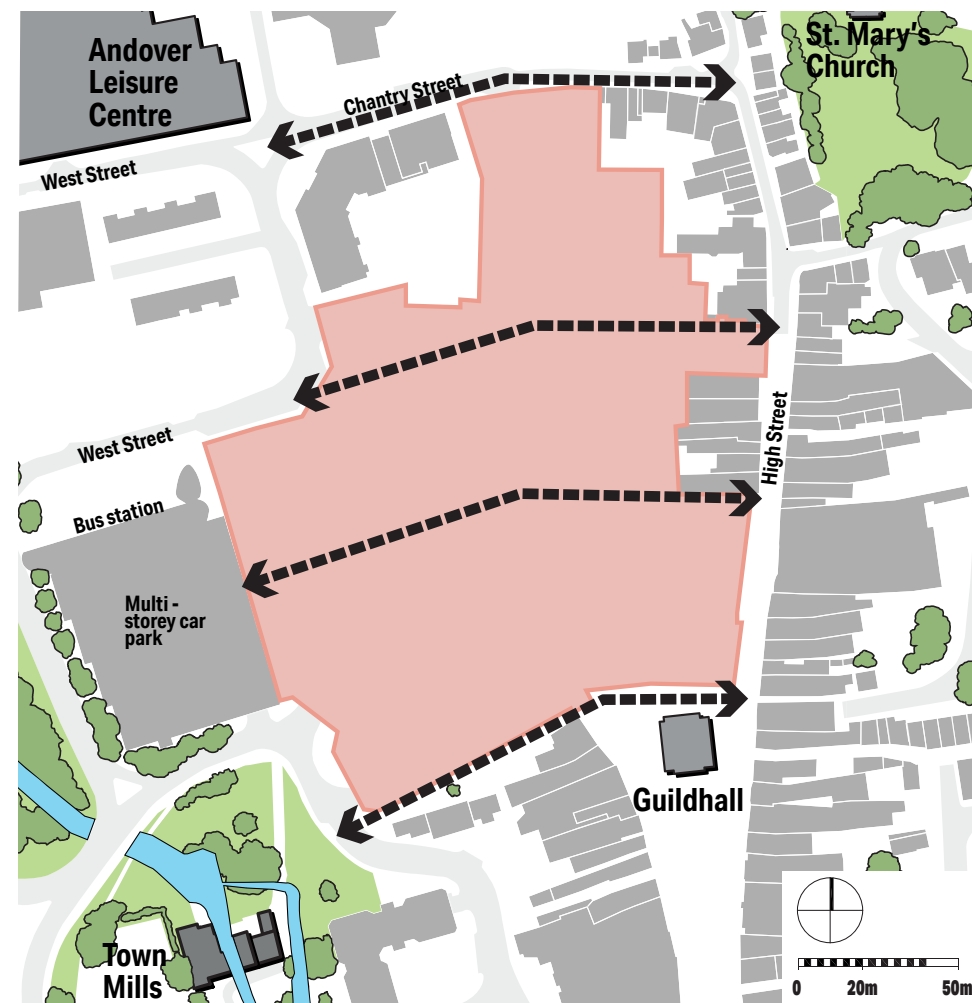 Andover
Leisure
Centre
St. Mary's
Church
Chantry Street
West Street
West Street
High Street
Bus station
Multi -
storey car
park
Guildhall
Town
Mills
0 20m 50m